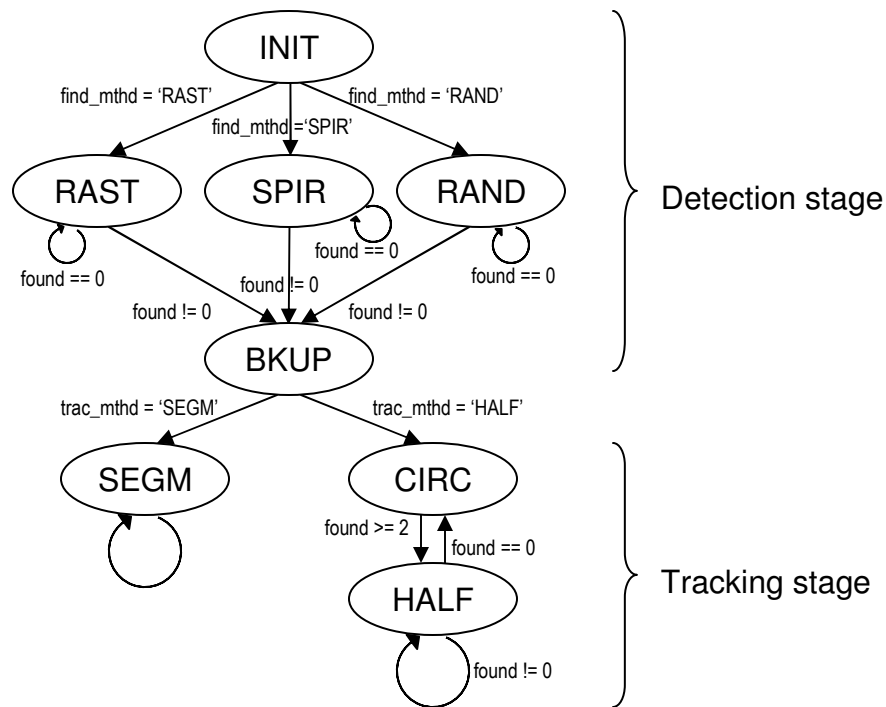 INIT
find_mthd = ‘RAST’
find_mthd = ‘RAND’
find_mthd =‘SPIR’
RAST
SPIR
RAND
Detection stage
found == 0
found == 0
found == 0
found != 0
found != 0
found != 0
BKUP
trac_mthd = ‘SEGM’
trac_mthd = ‘HALF’
SEGM
CIRC
found >= 2
found == 0
Tracking stage
HALF
found != 0